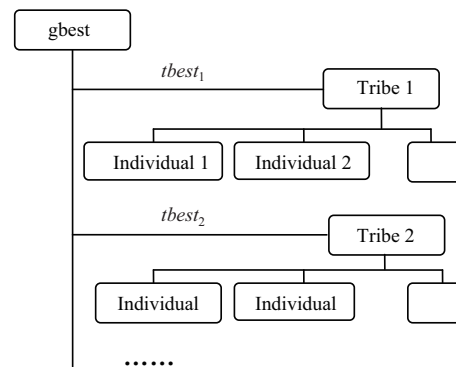 gbest
tbest₁
Tribe 1
Individual 1
Individual 2
tbest₂
Tribe 2
Individual
Individual
......